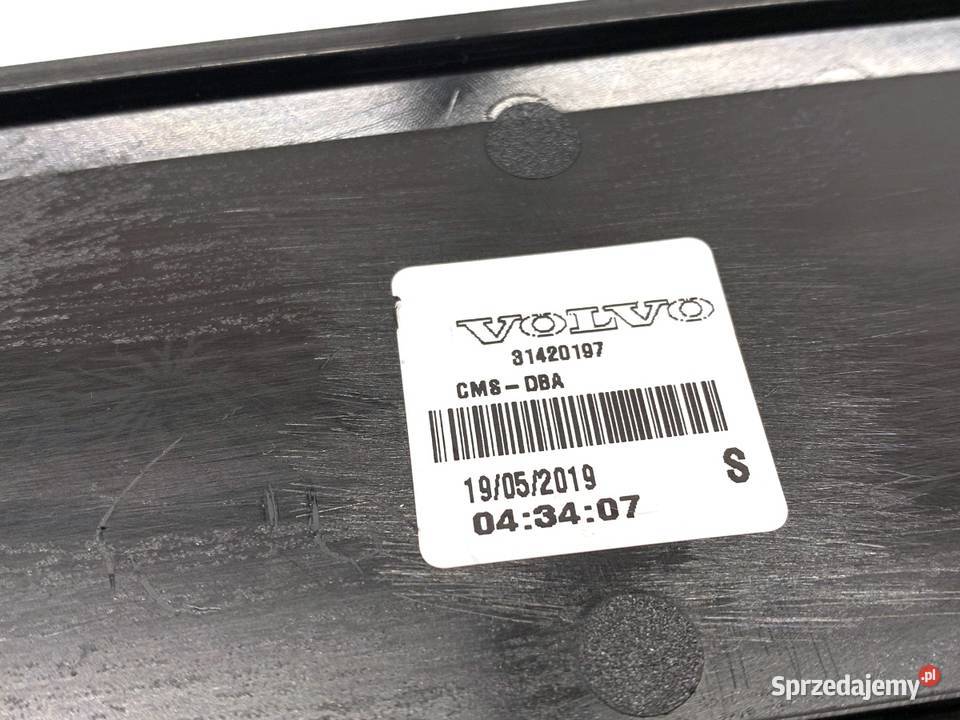 VOLVO
31420197
CMS-DBA
19/05/2019
S
04:34:07
Sprzedajemy.pl